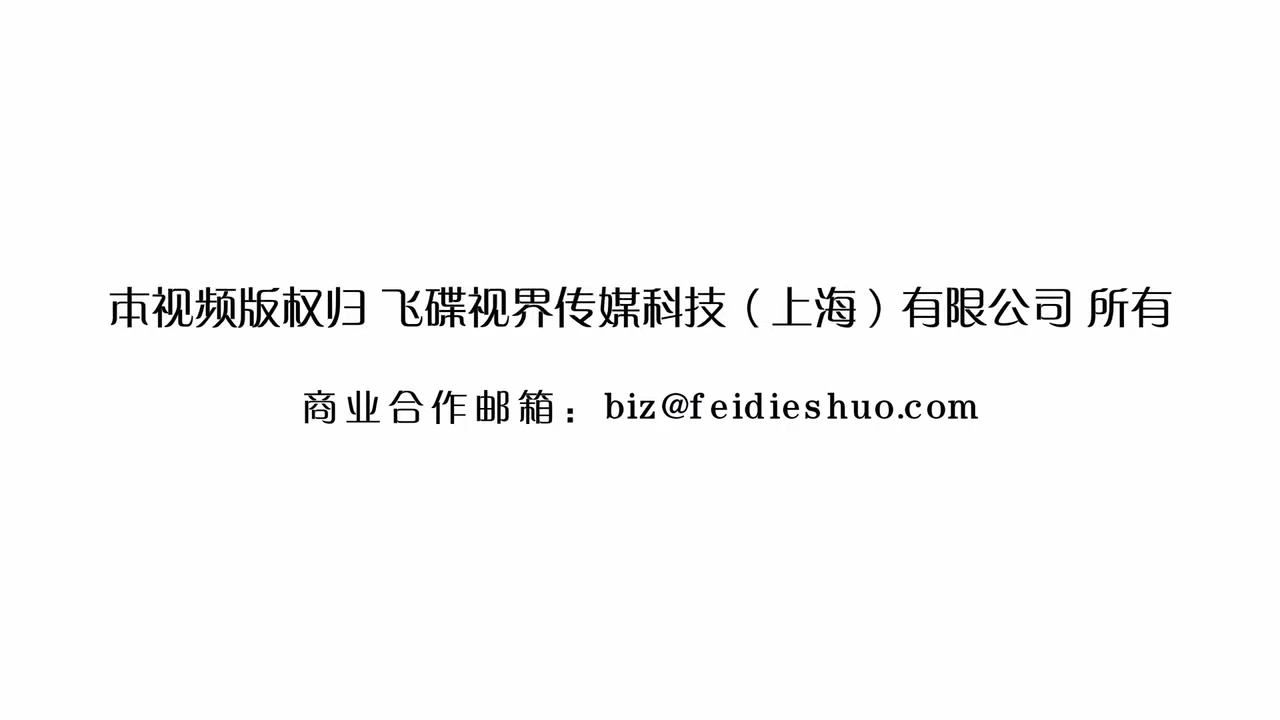 本视频版权归 飞碟视界传媒科技（上海）有限公司 所有
商业合作邮箱：biz@feidieshuo.com